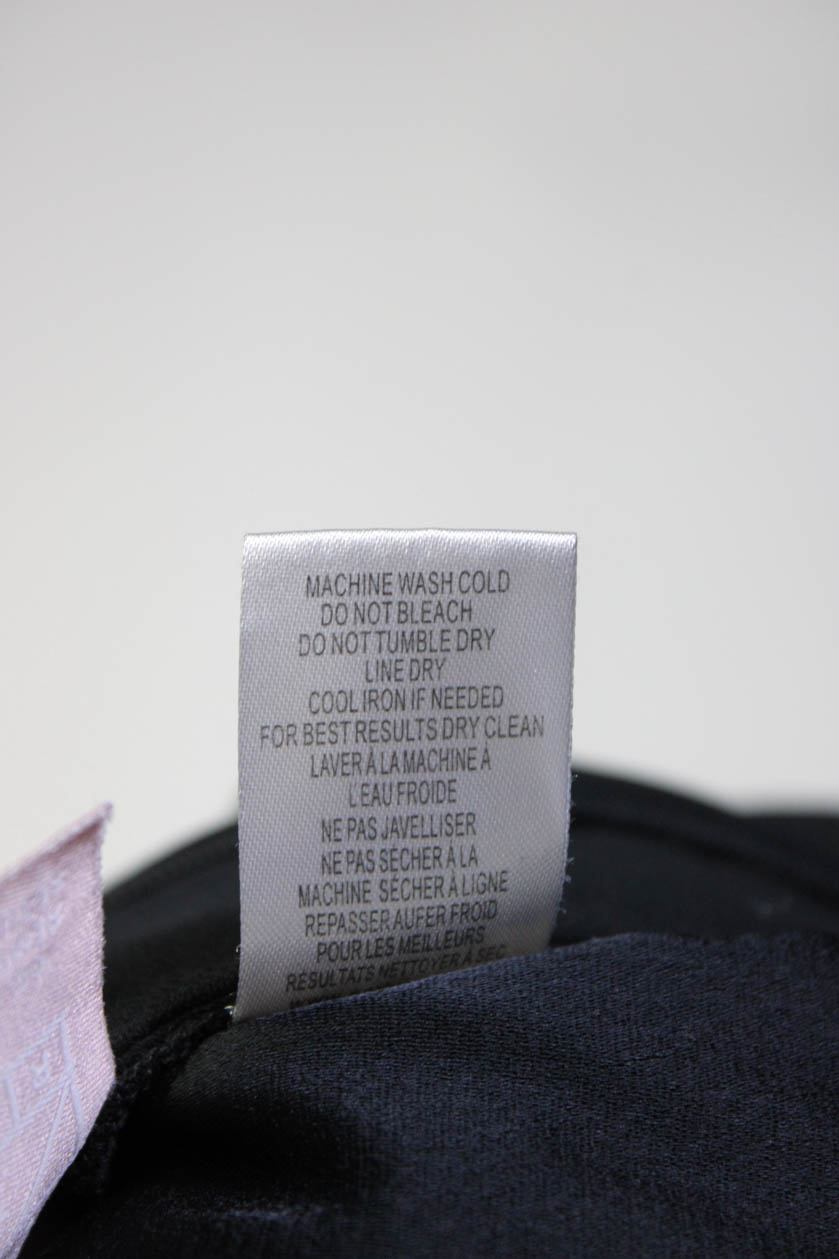 MACHINE WASH COLD
DO NOT BLEACH
DO NOT TUMBLE DRY
LINE DRY
COOL IRON IF NEEDED
FOR BEST RESULTS DRY CLEAN
LAVER À LA MACHINE À
L'EAU FROIDE
NE PAS JAVELLISER
NE PAS SÉCHER À LA
MACHINE SÉCHER À LIGNE
REPASSER AUFER FROID
POUR LES MEILLEURS
RÉSULTATS NETTOYER À SEC